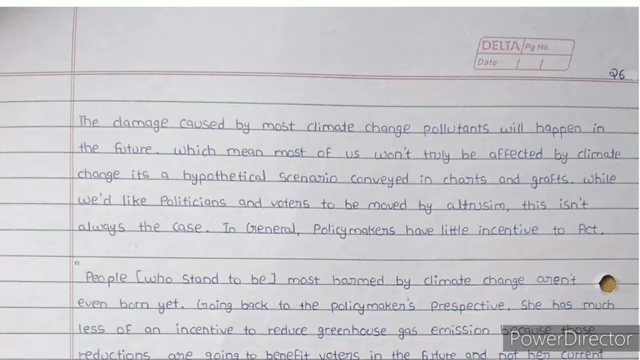 DELTA Pg No.
Date
26
The damage caused by most climate change pollutants will happen in
the future. Which mean most of us won't truly be affected by climate
change its a hypothetical scenario conveyed in charts and grafts. While
we'd like Politicians and voters to be moved by altrusim, this isn't
always the case. In General, Policymakers have little incentive to Act.
"People [who stand to be] most harmed by climate change aren't
even born yet. Going back to the policymaker's prespective, She has much
less of an incentive to reduce greenhouse gas emission because those
reductions are going to benefit voters in the future and not her current
PowerDirector